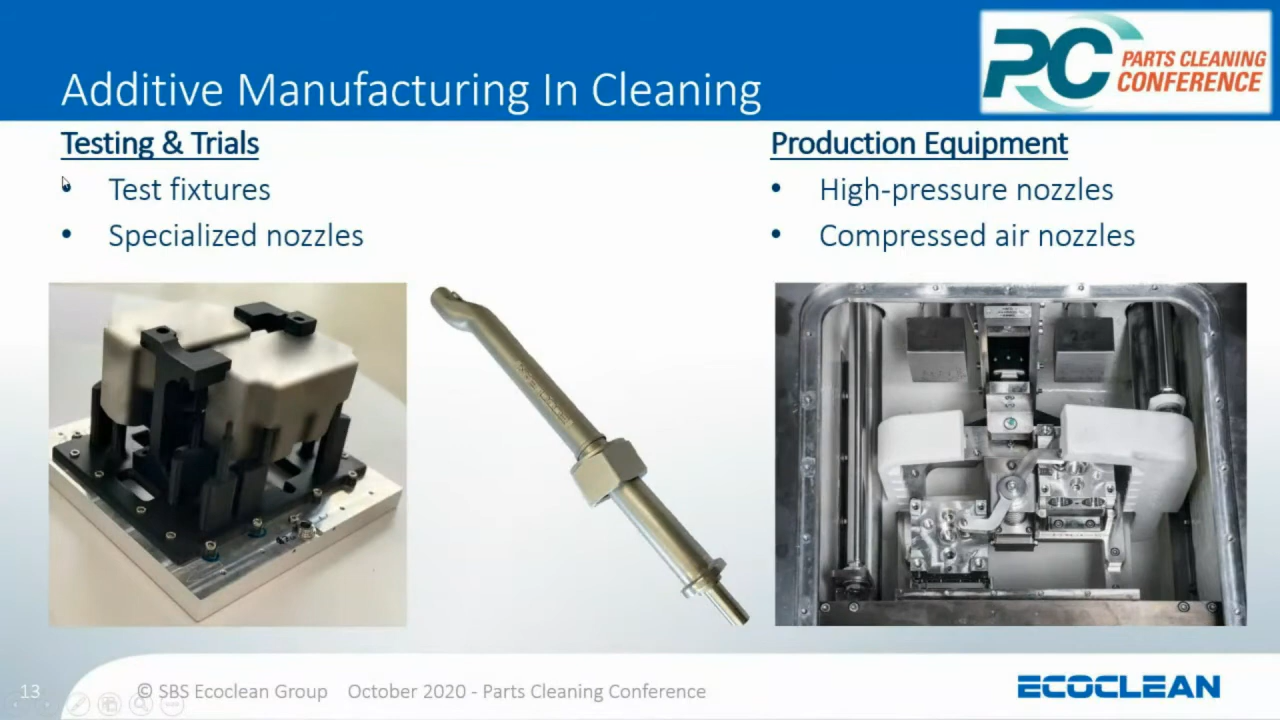 Additive Manufacturing In Cleaning
PC PARTS CLEANING
CONFERENCE
Testing & Trials
• Test fixtures
• Specialized nozzles
Production Equipment
• High-pressure nozzles
• Compressed air nozzles
13
© SBS Ecoclean Group October 2020 - Parts Cleaning Conference
ECOCLEAN